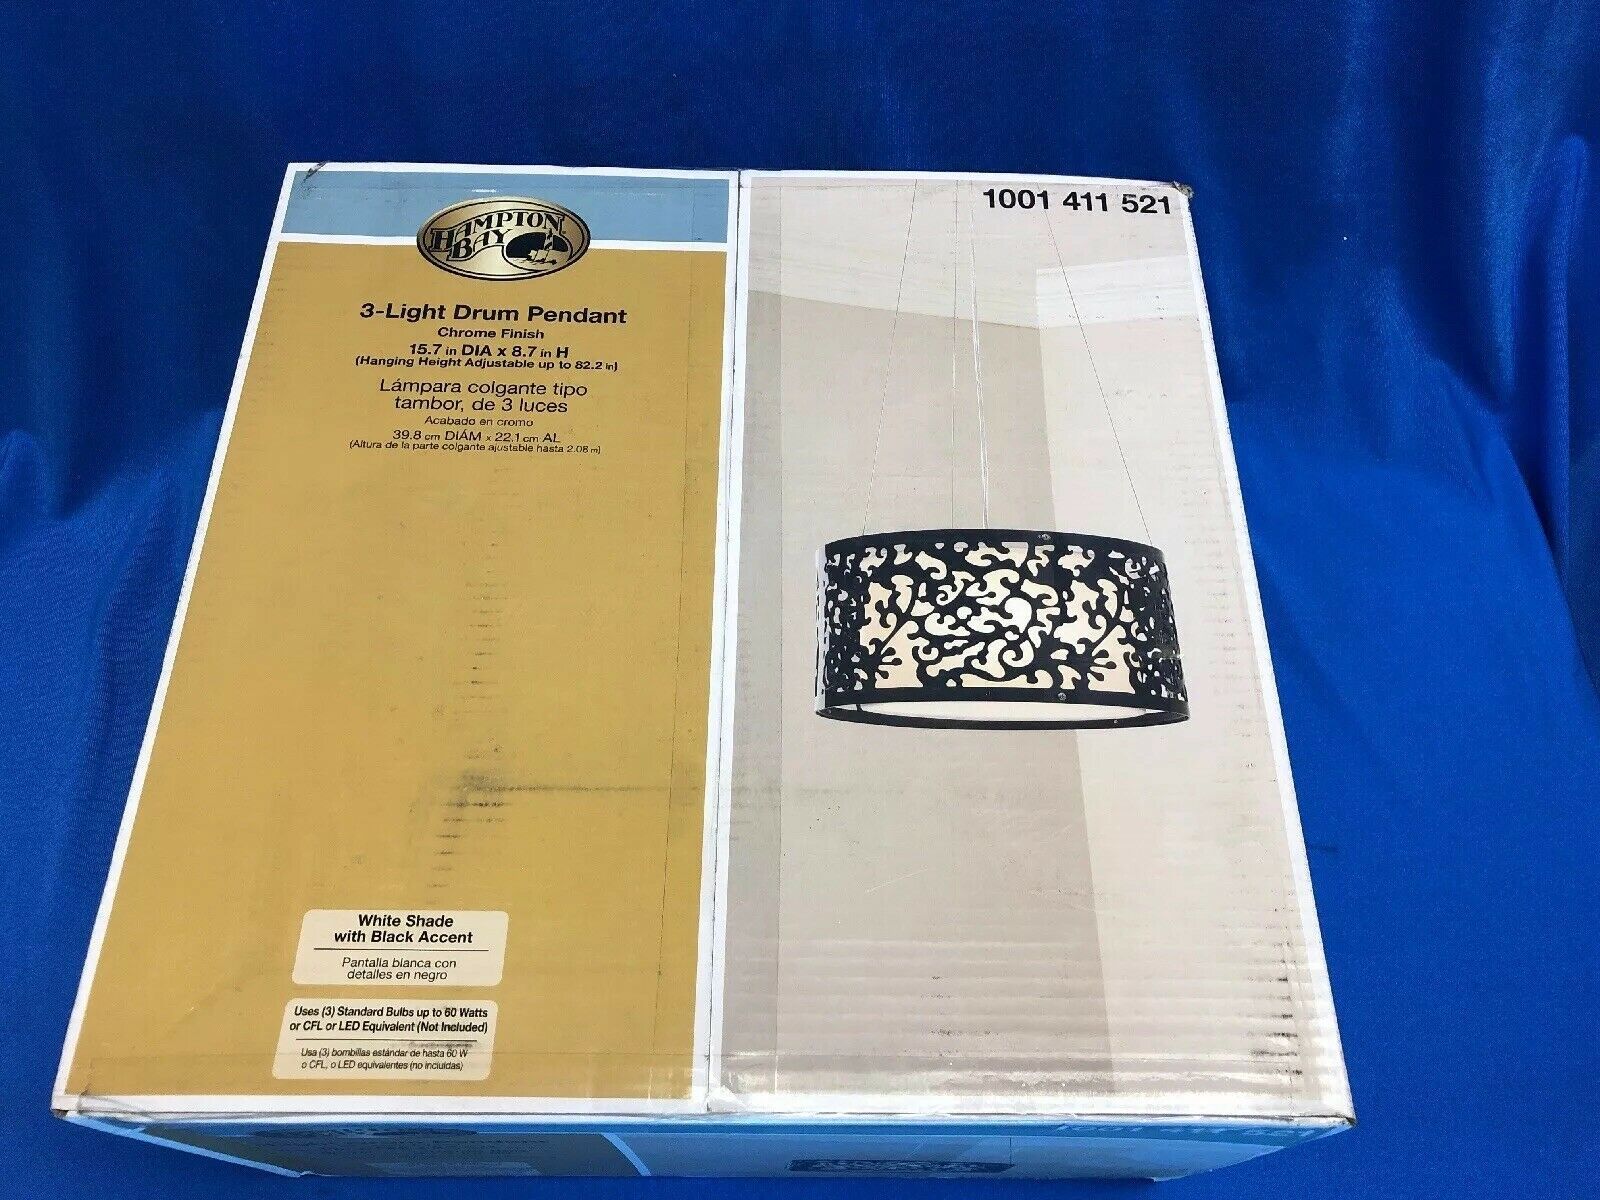 HAMPTON
BAY
3-Light Drum Pendant
Chrome Finish
15.7 in DIA x 8.7 in H
(Hanging Height Adjustable up to 82.2 in)
Lámpara colgante tipo
tambor, de 3 luces
Acabado en cromo
39.8 cm DIÁM x 22.1 cm AL
(Altura de la parte colgante ajustable hasta 2.08 m)
White Shade
with Black Accent
Pantalla blanca con
detalles en negro
Uses (3) Standard Bulbs up to 60 Watts
or CFL or LED Equivalent (Not Included)
Usa (3) bombillas estándar de hasta 60 W
o CFL, o LED equivalentes (no incluidas)
1001 411 521
1001 411 521